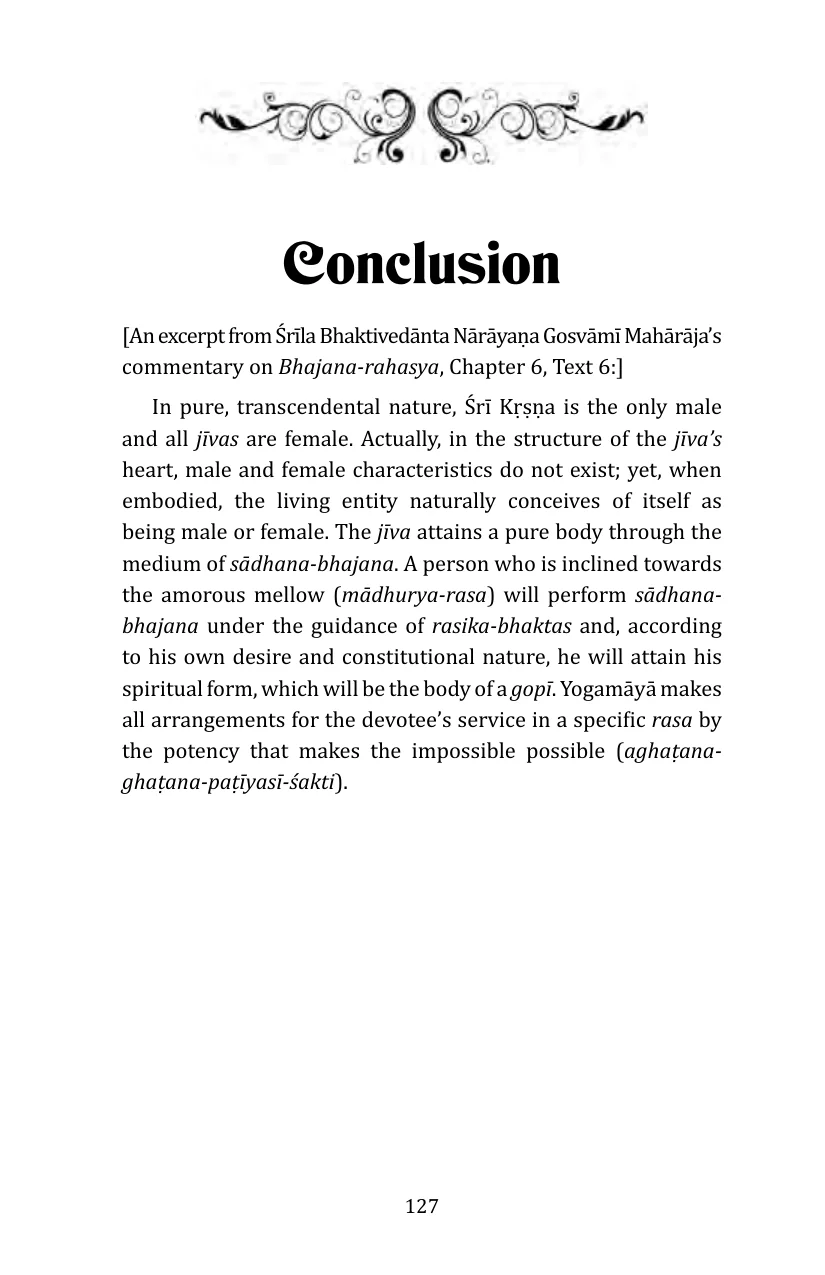 Conclusion
[An excerpt from Śrīla Bhaktivedānta Nārāyaṇa Gosvāmī Mahārāja’s
commentary on Bhajana-rahasya, Chapter 6, Text 6:]
In pure, transcendental nature, Śrī Kṛṣṇa is the only male
and all jīvas are female. Actually, in the structure of the jīva’s
heart, male and female characteristics do not exist; yet, when
embodied, the living entity naturally conceives of itself as
being male or female. The jīva attains a pure body through the
medium of sādhana-bhajana. A person who is inclined towards
the amorous mellow (mādhurya-rasa) will perform sādhana-
bhajana under the guidance of rasika-bhaktas and, according
to his own desire and constitutional nature, he will attain his
spiritual form, which will be the body of a gopī. Yogamāyā makes
all arrangements for the devotee’s service in a specific rasa by
the potency that makes the impossible possible (aghaṭana-
ghaṭana-paṭīyasī-śakti).
127